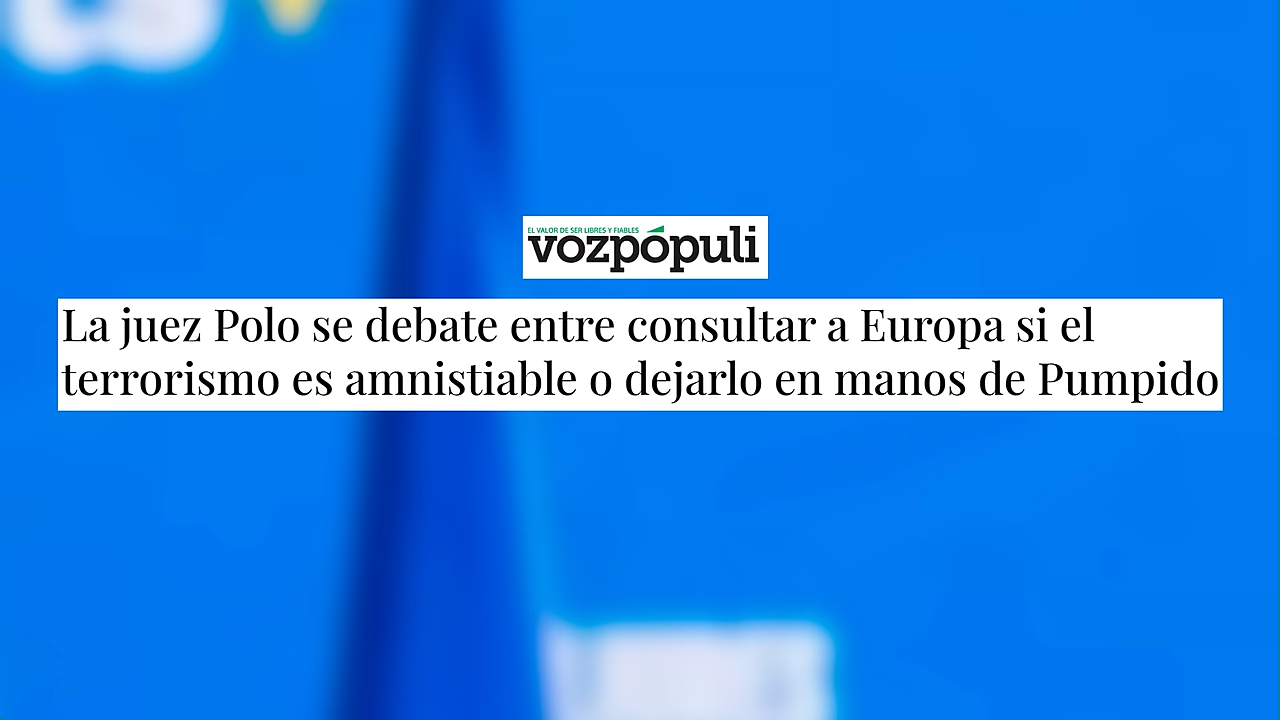 EL VALOR DE SER LIBRES Y FIABLES
vozpópuli
La juez Polo se debate entre consultar a Europa si el
terrorismo es amnistiable o dejarlo en manos de Pumpido